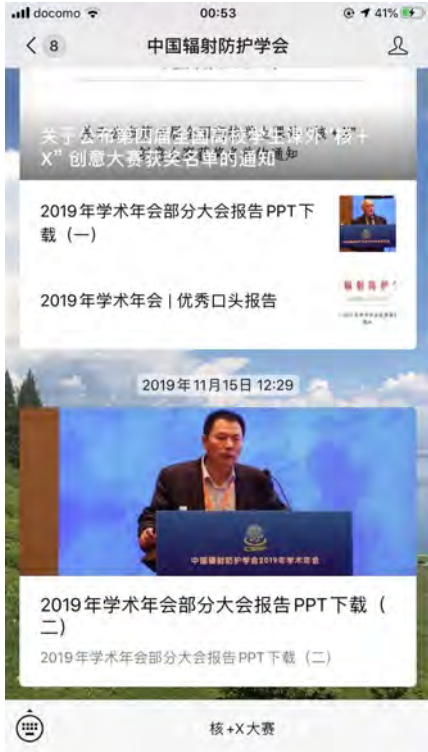 docomo
00:53
41%
8
中国辐射防护学会
关于公布第四届全国高校学生课外“核+
X”创意大赛获奖名单的通知
2019年学术年会部分大会报告PPT下
载（一）
2019年学术年会 | 优秀口头报告
辐射防护
2019年11月15日 12:29
中国辐射防护学会2019年学术年会
2019年学术年会部分大会报告PPT下载（
二）
2019年学术年会部分大会报告PPT下载（二）
核+X大赛